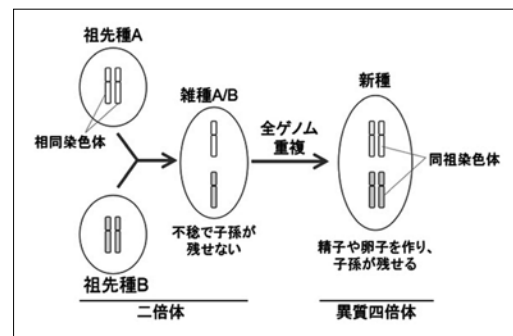 祖先種A
相同染色体
祖先種B
雑種A/B
不稔で子孫が
残せない
全ゲノム
重複
新種
同祖染色体
精子や卵子を作り、
子孫が残せる
二倍体
異質四倍体